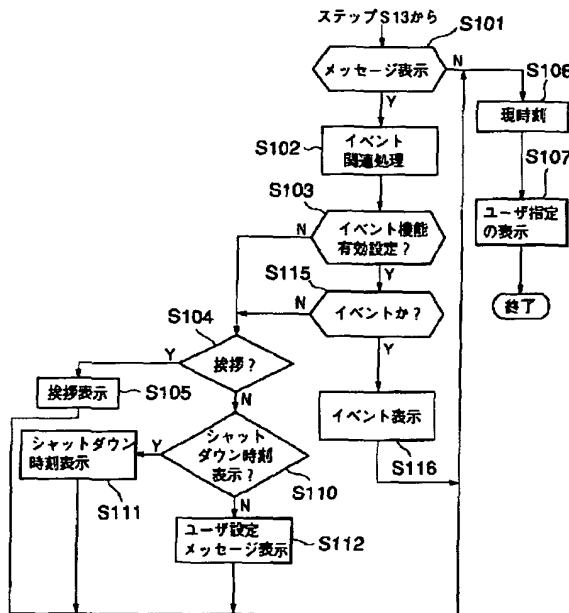 ステップS13から
S101
メッセージ表示
N
Y
S106
現時刻
S102
イベント
関連処理
S107
ユーザ指定
の表示
S103
イベント機能
有効設定?
N
Y
終了
S115
イベントか?
N
Y
S104
挨拶?
Y
N
挨拶表示
S105
イベント表示
S116
シャットダウン
時刻表示
S111
Y
シャット
ダウン時刻
表示?
S110
N
ユーザ設定
メッセージ表示
S112